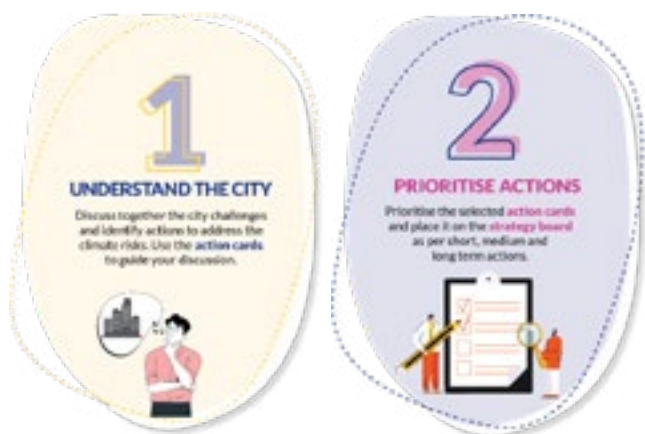 1
UNDERSTAND THE CITY
Discuss together the city challenges
and identify actions to address the
climate risks. Use the action cards
to guide your discussion.
2
PRIORITISE ACTIONS
Prioritise the selected action cards
and place it on the strategy board
as per short, medium and
long term actions.